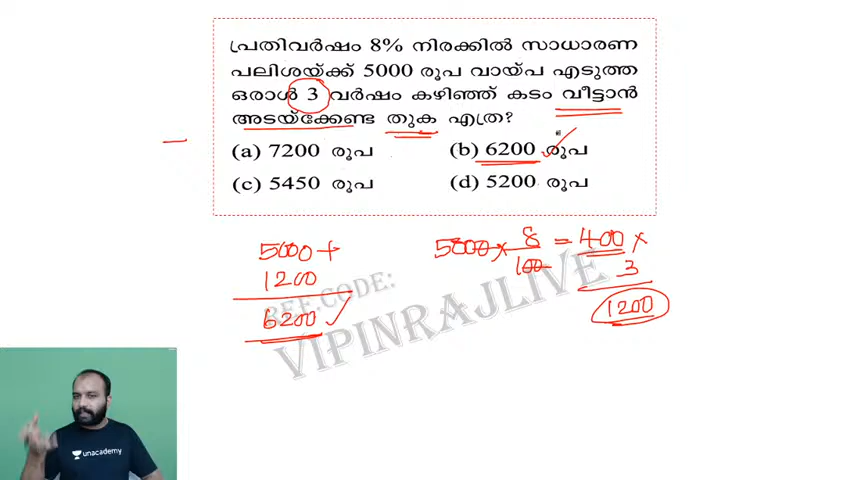 പ്രതിവർഷം 8% നിരക്കിൽ സാധാരണ
പലിശയ്ക്ക് 5000 രൂപ വായ്പ എടുത്ത
ഒരാൾ 3 വർഷം കഴിഞ്ഞ് കടം വീട്ടാൻ
അടയ്ക്കേണ്ട തുക എത്ര?
(a) 7200 രൂപ (b) 6200 രൂപ
(c) 5450 രൂപ (d) 5200 രൂപ
5000 +
1200
6200
5000 × 8 = 400 ×
100 3
1200
REF.CODE:
VIPINRAJLIVE
unacademy